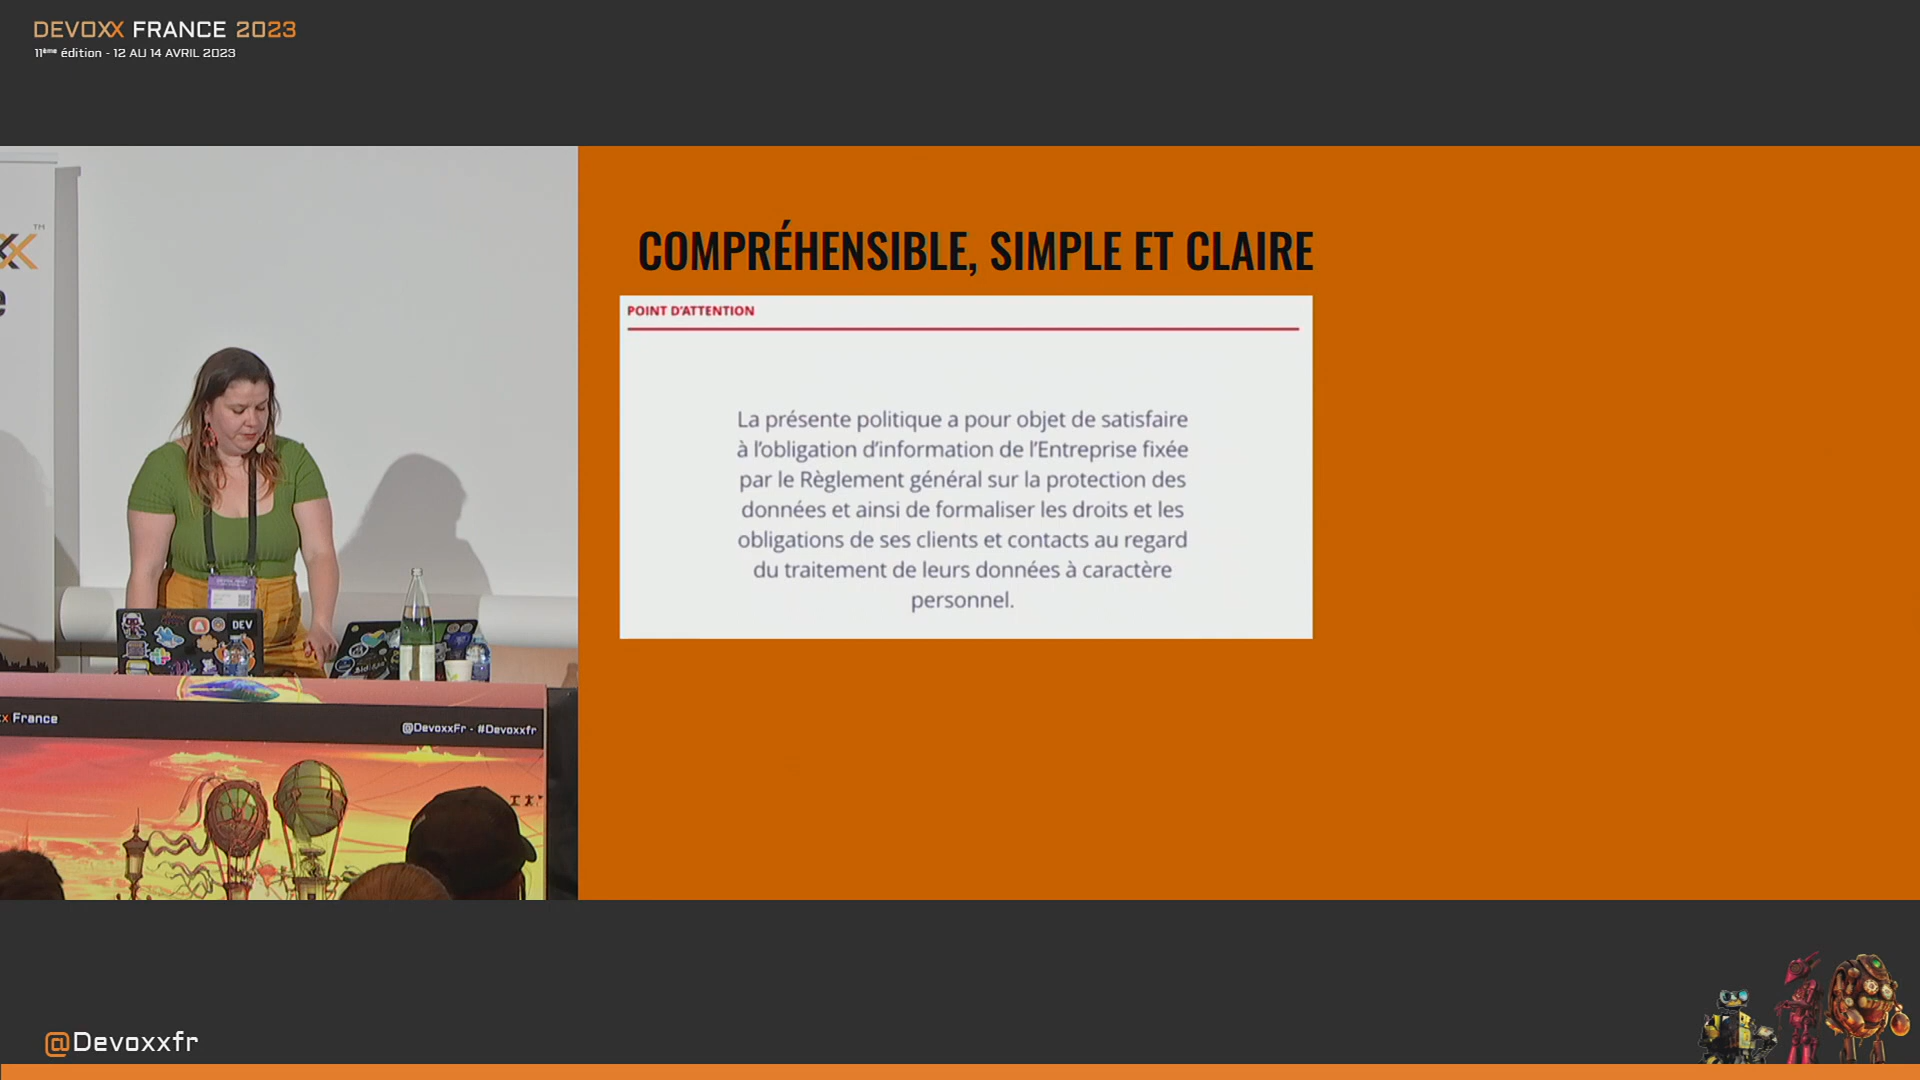 DEVOXX FRANCE 2023
11ème édition - 12 AU 14 AVRIL 2023
TM
COMPRÉHENSIBLE, SIMPLE ET CLAIRE
POINT D'ATTENTION
La présente politique a pour objet de satisfaire
à l'obligation d'information de l'Entreprise fixée
par le Règlement général sur la protection des
données et ainsi de formaliser les droits et les
obligations de ses clients et contacts au regard
du traitement de leurs données à caractère
personnel.
DEV
x France
@DevoxxFr - #Devoxxfr
@Devoxxfr